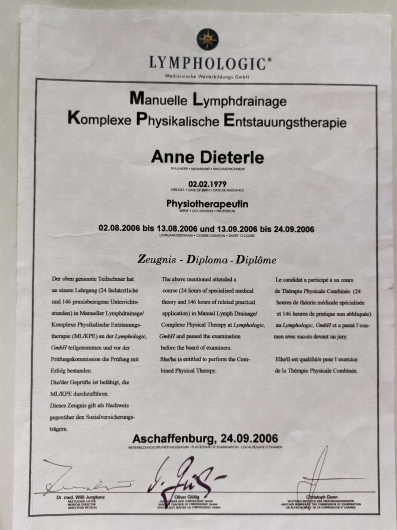 LYMPHOLOGIC®
Medizinische Weiterbildungs GmbH
Manuelle Lymphdrainage
Komplexe Physikalische Entstauungstherapie
Anne Dieterle
02.02.1979
Physiotherapeutin
02.08.2006 bis 13.08.2006 und 13.09.2006 bis 24.09.2006
Zeugnis - Diploma - Diplôme
Der oben genannte Teilnehmer hat
an einem Lehrgang (24 fachärztliche
und 146 praxisbezogene Unterrichts-
stunden) in Manueller Lymphdrainage/
Komplexe Physikalische Entstauungs-
therapie (ML/KPE) an der Lymphologic,
GmbH teilgenommen und vor der
Prüfungskommission die Prüfung mit
Erfolg bestanden.
Die/der Geprüfte ist befähigt, die
ML/KPE durchzuführen.
Dieses Zeugnis gilt als Nachweis
gegenüber den Sozialversicherungs-
trägern.
The above mentioned attended a
course (24 hours of specialised medical
theory and 146 hours of related practical
application) in Manual Lymph Drainage/
Complexe Physical Therapy at Lymphologic,
GmbH and passed the examination
before the board of examiners.
She/he is entitled to perform the Com-
bined Physical Therapy.
Le candidat a participé à un cours
de Thérapie Physicale Combinée. (24
heures de théorie médicale spécialisée
et 146 heures de pratique
au Lymphologic, GmbH et a passé l'exa-
men avec succès devant un jury.
Elle/il est qualifié/e pour l'exercice
de la Thérapie Physicale Combinée.
Aschaffenburg, 24.09.2006
Dr. med. Willi Jungkunz
Oliver Gültig
Christoph Gann